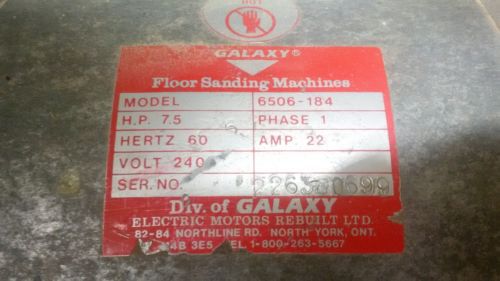 HOT
GALAXY®
Floor Sanding Machines
MODEL 6506-184
H.P. 7.5 PHASE 1
HERTZ 60 AMP. 22
VOLT 240
SER. NO.
Div. of GALAXY
ELECTRIC MOTORS REBUILT LTD.
82-84 NORTHLINE RD. NORTH YORK, ONT.
4B 3E5 TEL 1-800-263-5667